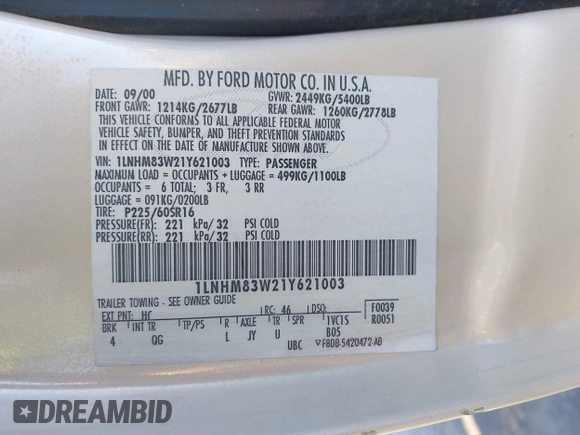 MFD. BY FORD MOTOR CO. IN U.S.A.
DATE: 09/00 GVWR: 2449KG/5400LB
FRONT GAWR: 1214KG/2677LB REAR GAWR: 1260KG/2778LB
THIS VEHICLE CONFORMS TO ALL APPLICABLE FEDERAL MOTOR
VEHICLE SAFETY, BUMPER, AND THEFT PREVENTION STANDARDS
IN EFFECT ON THE DATE OF MANUFACTURE SHOWN ABOVE.
VIN: 1LNHM83W21Y621003 TYPE: PASSENGER
MAXIMUM LOAD = OCCUPANTS + LUGGAGE = 499KG/1100LB
OCCUPANTS = 6 TOTAL; 3 FR, 3 RR
LUGGAGE = 091KG/0200LB
TIRE: P225/60SR16
PRESSURE(FR): 221 kPa/ 32 PSI COLD
PRESSURE(RR): 221 kPa/ 32 PSI COLD
1LNHM83W21Y621003
TRAILER TOWING - SEE OWNER GUIDE
EXT PNT: HC RC: 46 DSO: F0039
BRK INT TR TP/PS R AXLE TR SPR 1VC1S R0051
4 QG L JY U B05
UBC ▽F8DB-5420472-AB
DREAMBID